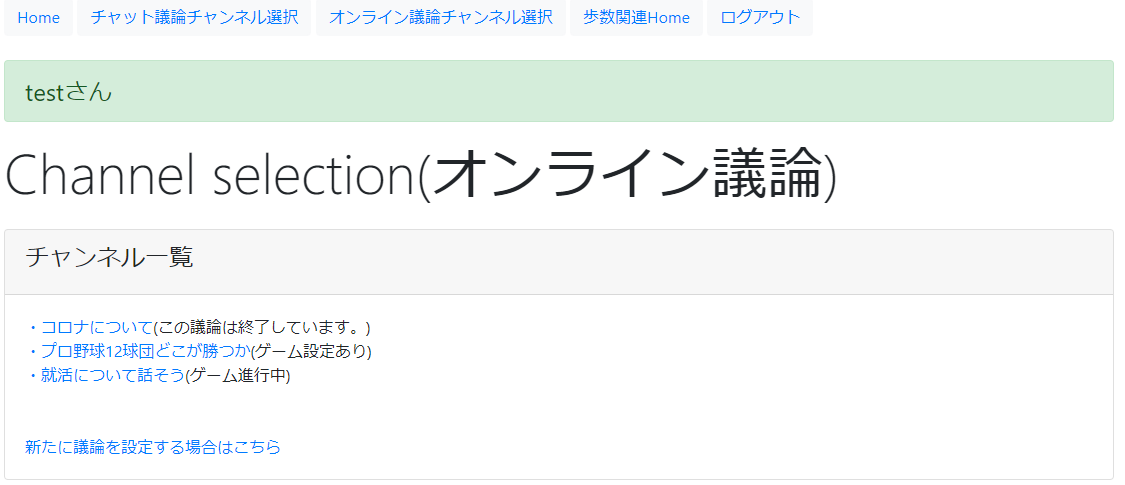 Home チャット議論チャンネル選択 オンライン議論チャンネル選択 歩数関連Home ログアウト
testさん
Channel selection(オンライン議論)
チャンネル一覧
・コロナについて(この議論は終了しています。)
・プロ野球12球団どこが勝つか(ゲーム設定あり)
・就活について話そう(ゲーム進行中)
新たに議論を設定する場合はこちら